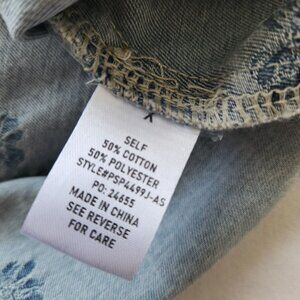 X
SELF
50% COTTON
50% POLYESTER
STYLE#PSP4499J-AS
PO: 24655
MADE IN CHINA
SEE REVERSE
FOR CARE